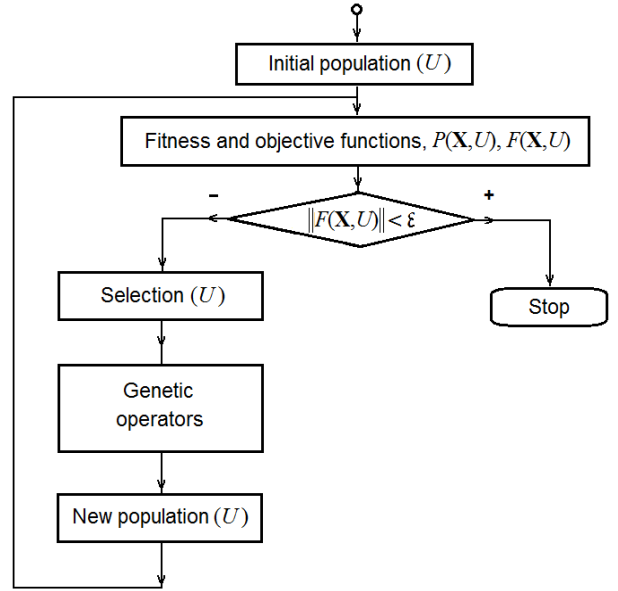 Initial population (U)
Fitness and objective functions, P(X,U), F(X,U)
– +
‖F(X,U)‖ < ε
Selection (U)
Stop
Genetic
operators
New population (U)